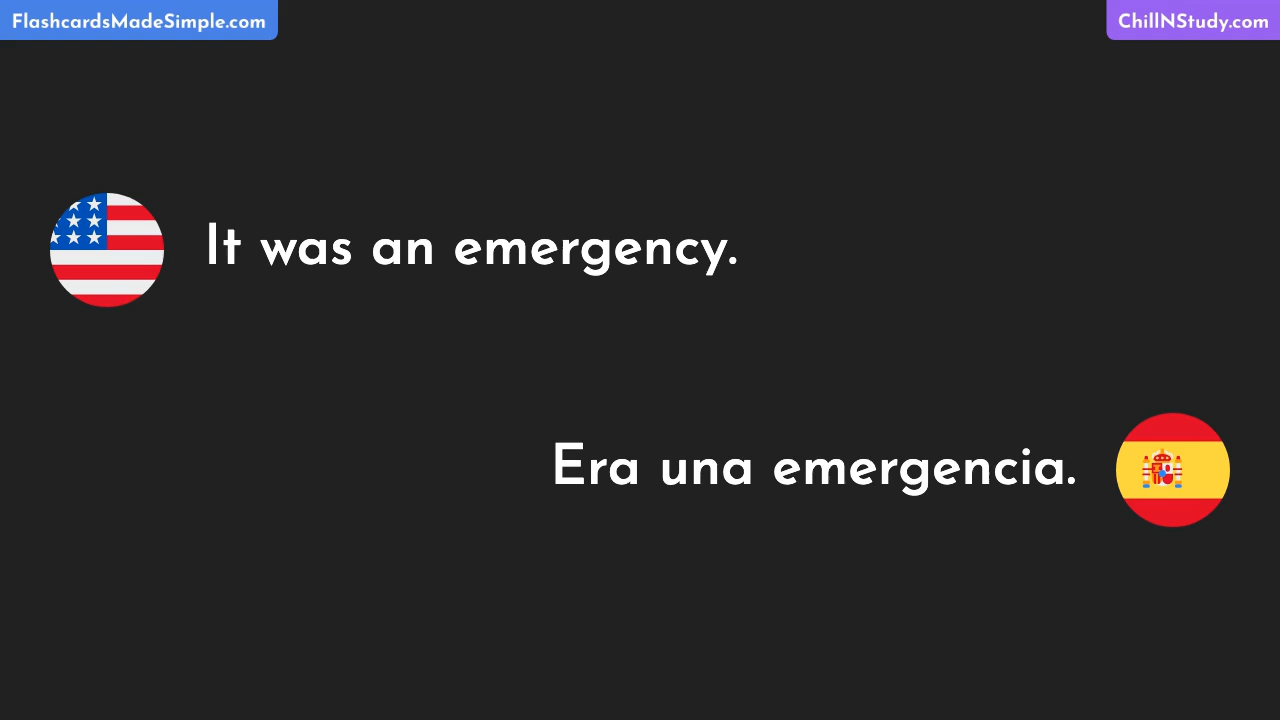 FlashcardsMadeSimple.com
ChillNStudy.com
It was an emergency.
Era una emergencia.